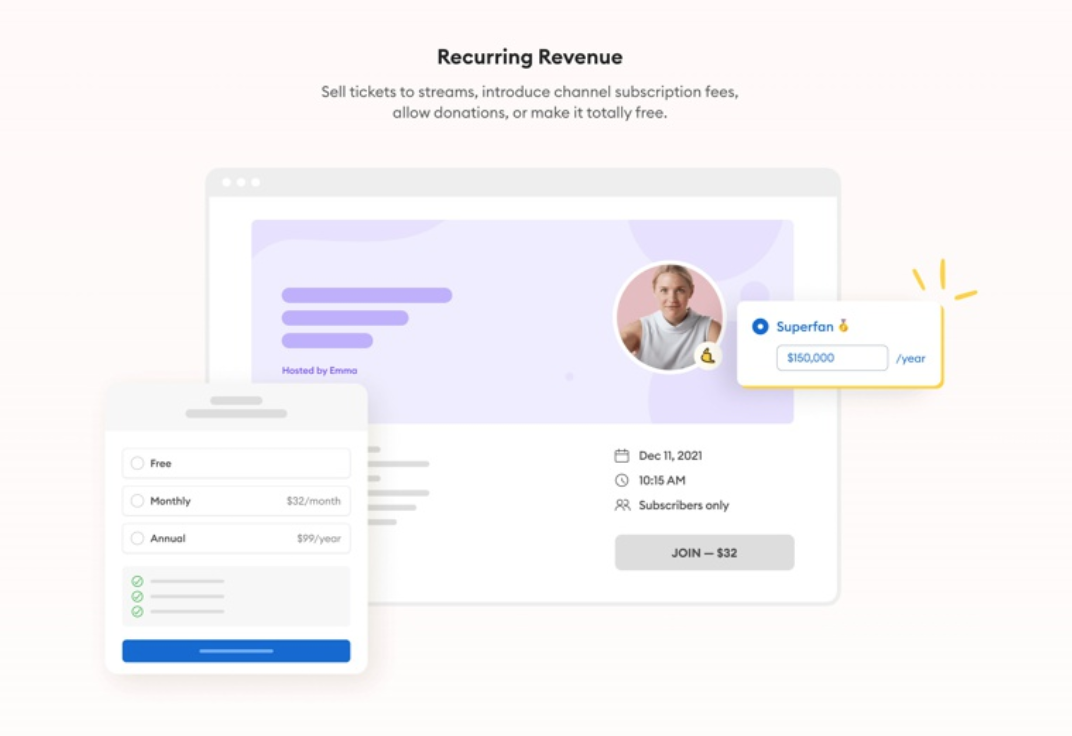 Recurring Revenue
Sell tickets to streams, introduce channel subscription fees,
allow donations, or make it totally free.
Superfan
$150,000 /year
Hosted by Emma
Free
Monthly $32/month
Annual $99/year
Dec 11, 2021
10:15 AM
Subscribers only
JOIN — $32